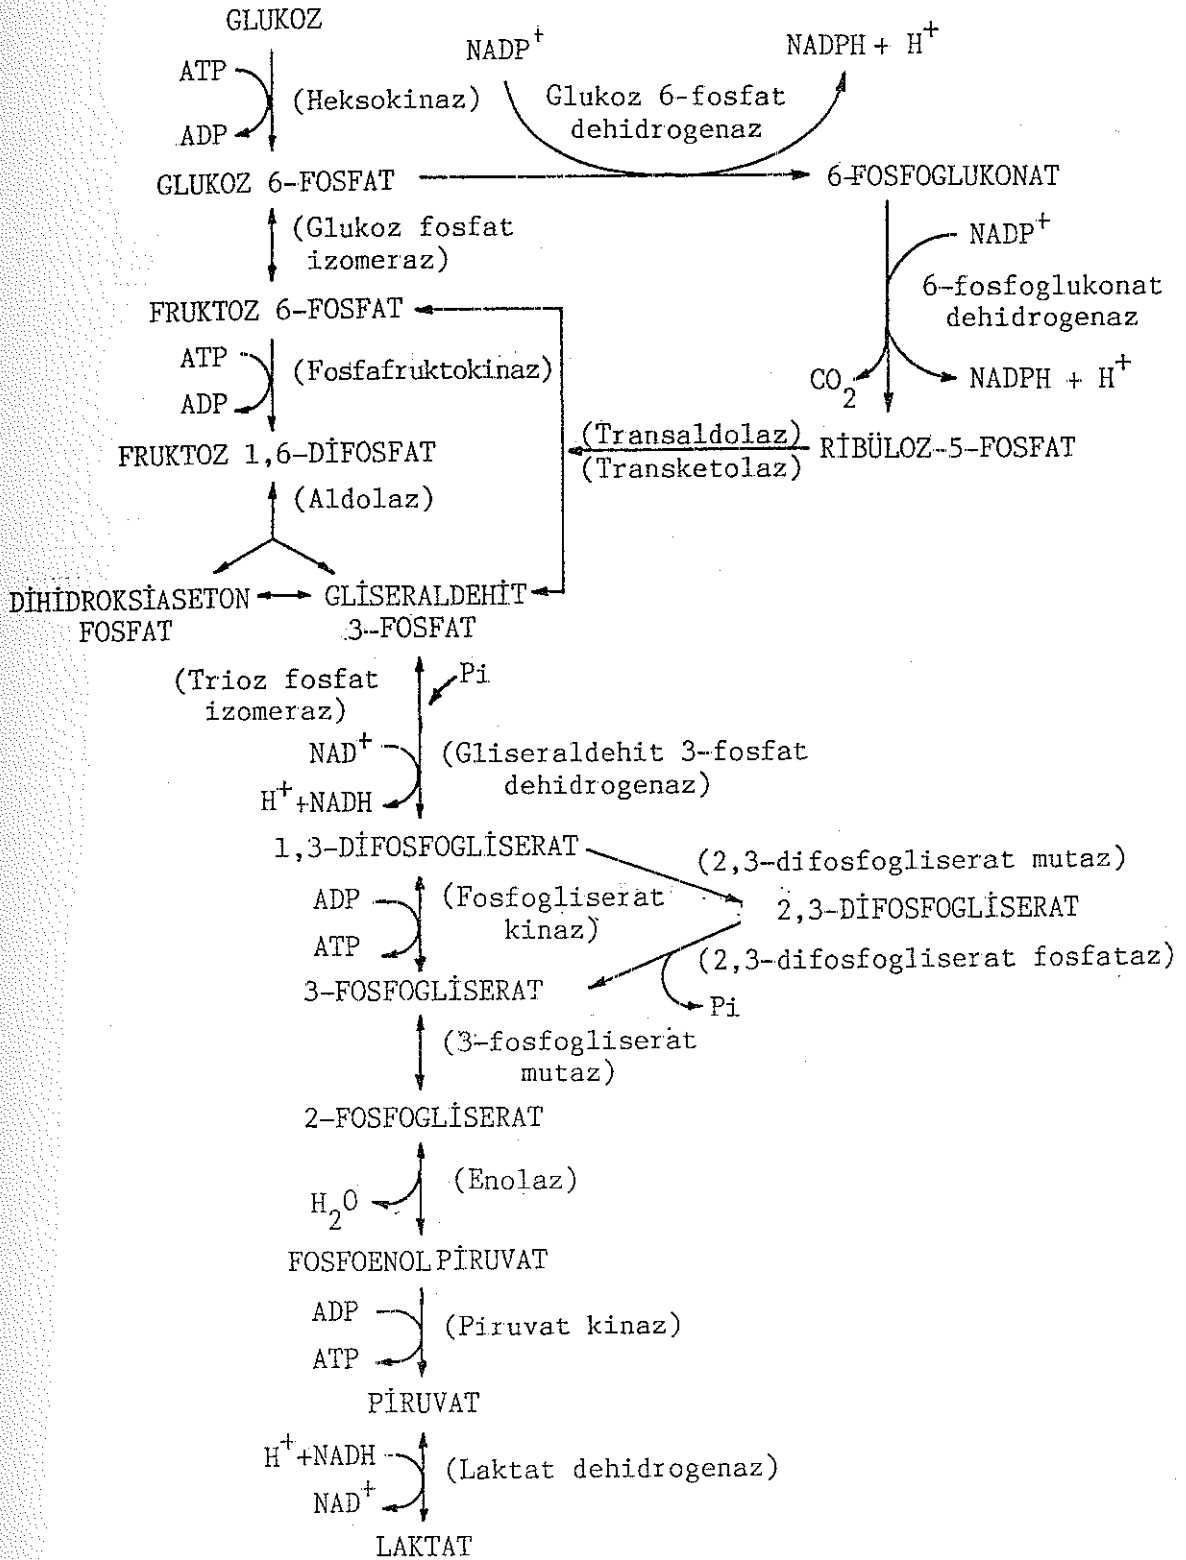 GLUKOZ
NADP+
NADPH + H+
ATP
(Heksokinaz)
Glukoz 6-fosfat
dehidrogenaz
ADP
GLUKOZ 6-FOSFAT
6-FOSFOGLUKONAT
(Glukoz fosfat
izomeraz)
NADP+
6-fosfoglukonat
dehidrogenaz
FRUKTOZ 6-FOSFAT
ATP
(Fosfafruktokinaz)
ADP
CO2
NADPH + H+
FRUKTOZ 1,6-DİFOSFAT
(Transaldolaz)
(Transketolaz)
RİBÜLOZ-5-FOSFAT
(Aldolaz)
DİHİDROKSİASETON
FOSFAT
GLİSERALDEHİT
3-FOSFAT
(Trioz fosfat
izomeraz)
Pi
NAD+
(Gliseraldehit 3-fosfat
dehidrogenaz)
H++NADH
1,3-DİFOSFOGLİSERAT
(2,3-difosfogliserat mutaz)
ADP
(Fosfogliserat
kinaz)
2,3-DİFOSFOGLİSERAT
ATP
(2,3-difosfogliserat fosfataz)
3-FOSFOGLİSERAT
Pi
(3-fosfogliserat
mutaz)
2-FOSFOGLİSERAT
(Enolaz)
H2O
FOSFOENOLPİRUVAT
ADP
(Piruvat kinaz)
ATP
PİRUVAT
H++NADH
(Laktat dehidrogenaz)
NAD+
LAKTAT